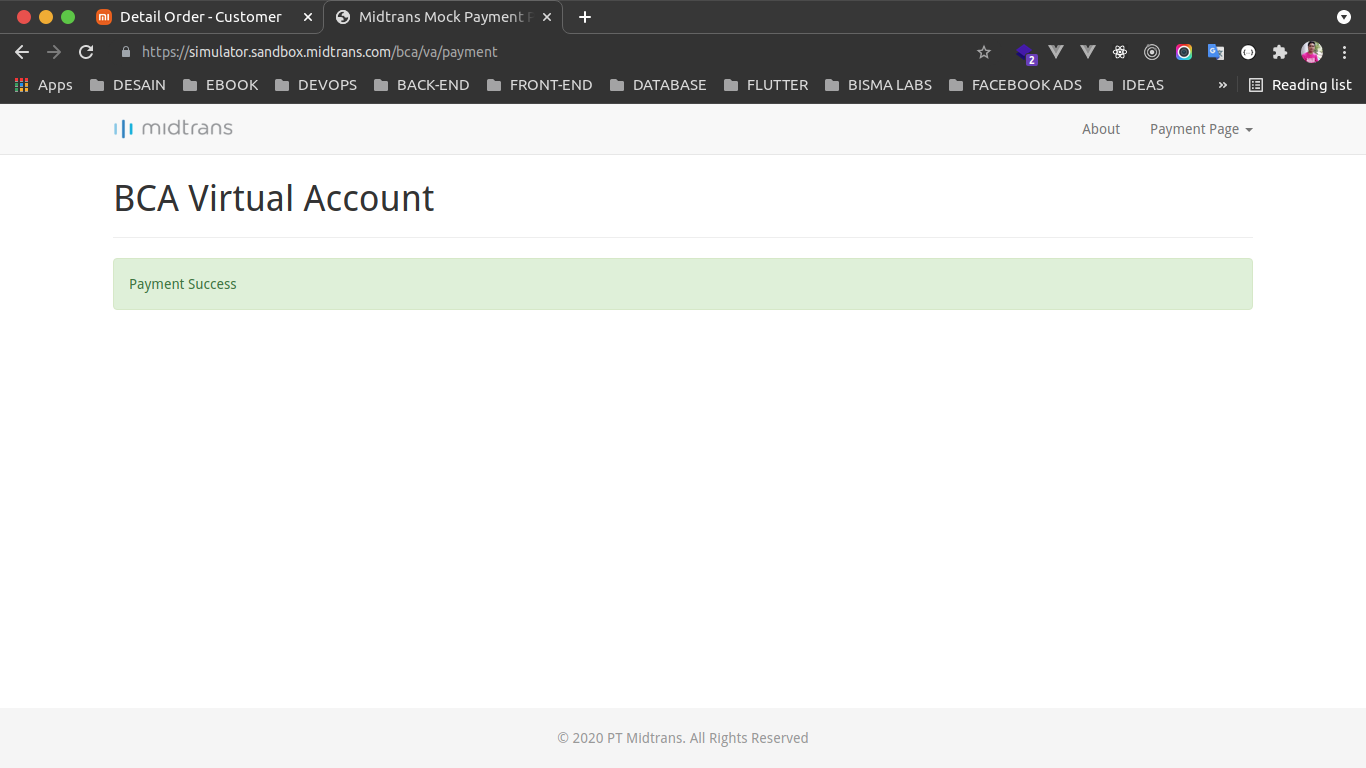 Detail Order - Customer
Midtrans Mock Payment
https://simulator.sandbox.midtrans.com/bca/va/payment
2
Apps DESAIN EBOOK DEVOPS BACK-END FRONT-END DATABASE FLUTTER BISMA LABS FACEBOOK ADS IDEAS » Reading list
midtrans About Payment Page
BCA Virtual Account
Payment Success
© 2020 PT Midtrans. All Rights Reserved